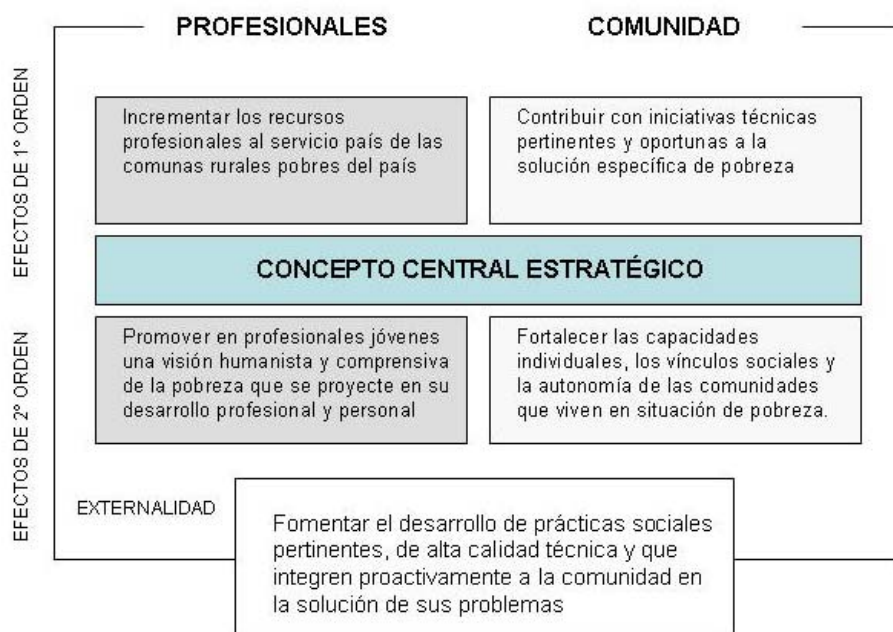 PROFESIONALES
COMUNIDAD
EFECTOS DE 1° ORDEN
Incrementar los recursos
profesionales al servicio país de las
comunas rurales pobres del país
Contribuir con iniciativas técnicas
pertinentes y oportunas a la
solución específica de pobreza
CONCEPTO CENTRAL ESTRATÉGICO
EFECTOS DE 2º ORDEN
Promover en profesionales jóvenes
una visión humanista y comprensiva
de la pobreza que se proyecte en su
desarrollo profesional y personal
Fortalecer las capacidades
individuales, los vínculos sociales y
la autonomía de las comunidades
que viven en situación de pobreza.
EXTERNALIDAD
Fomentar el desarrollo de prácticas sociales
pertinentes, de alta calidad técnica y que
integren proactivamente a la comunidad en
la solución de sus problemas